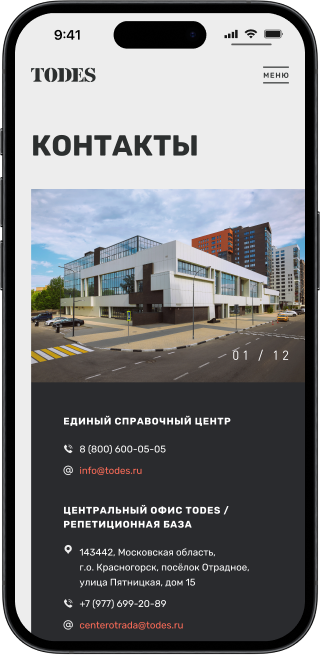 9:41
TODES
МЕНЮ
КОНТАКТЫ
01 / 12
ЕДИНЫЙ СПРАВОЧНЫЙ ЦЕНТР
8 (800) 600-05-05
info@todes.ru
ЦЕНТРАЛЬНЫЙ ОФИС TODES /
РЕПЕТИЦИОННАЯ БАЗА
143442, Московская область,
г.о. Красногорск, посёлок Отрадное,
улица Пятницкая, дом 15
+7 (977) 699-20-89
centerotrada@todes.ru